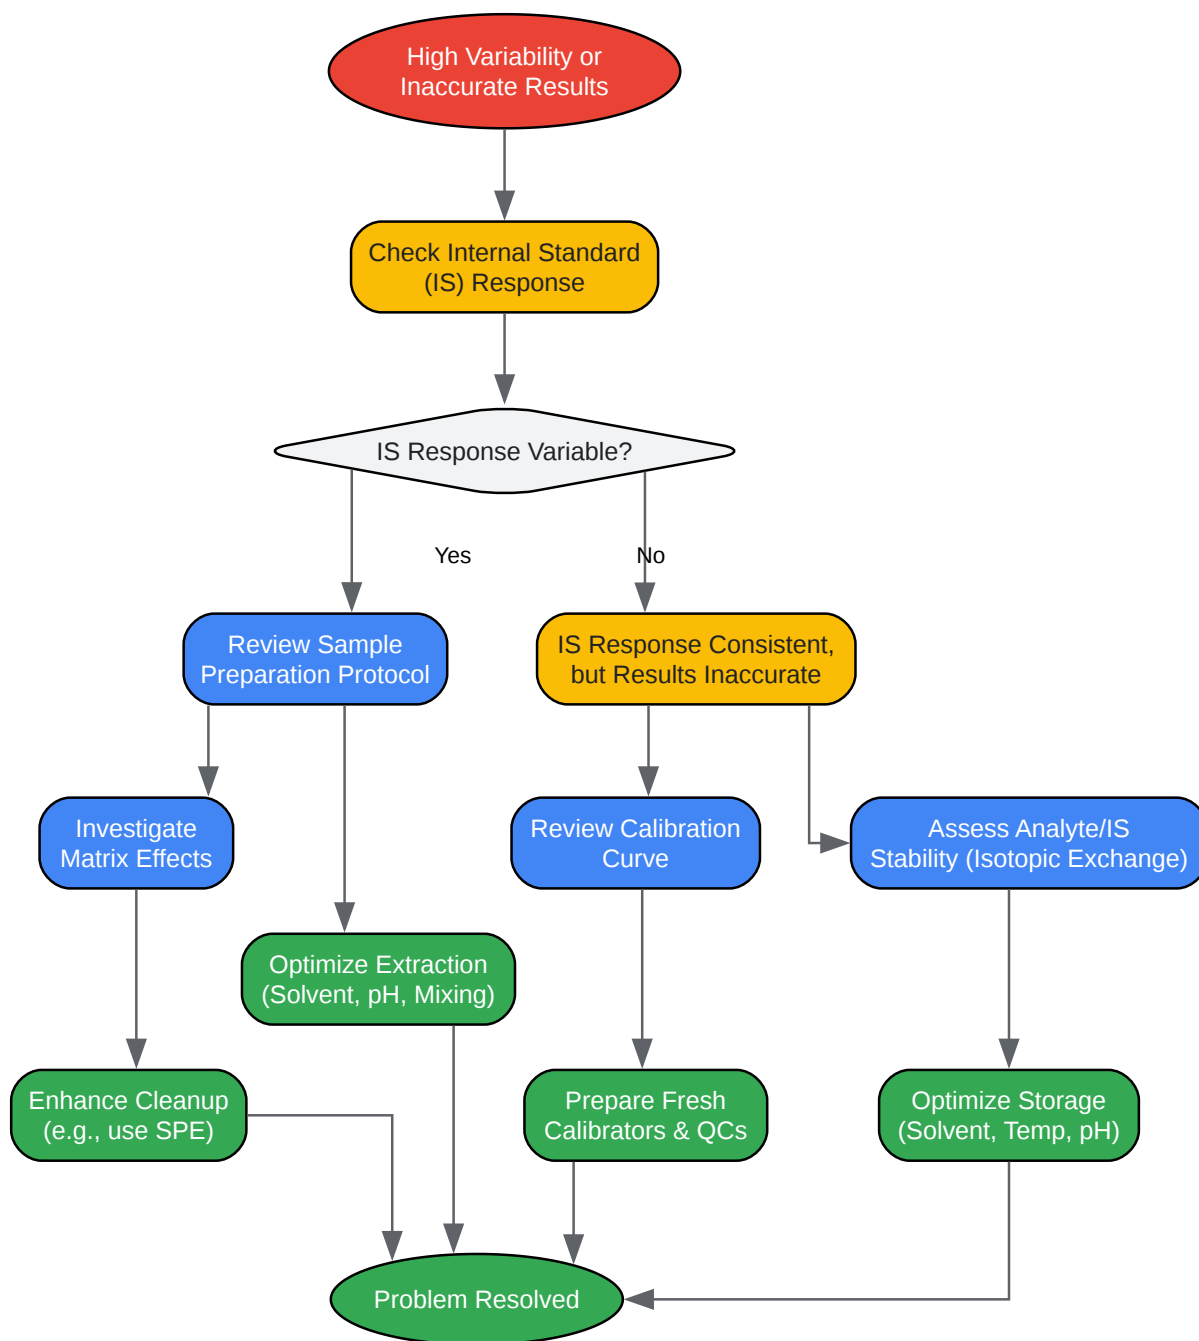 High Variability or
Inaccurate Results
Check Internal Standard
(IS) Response
IS Response Variable?
Yes
No
Review Sample
Preparation Protocol
IS Response Consistent,
but Results Inaccurate
Investigate
Matrix Effects
Review Calibration
Curve
Assess Analyte/IS
Stability (Isotopic Exchange)
Optimize Extraction
(Solvent, pH, Mixing)
Enhance Cleanup
(e.g., use SPE)
Prepare Fresh
Calibrators & QCs
Optimize Storage
(Solvent, Temp, pH)
Problem Resolved